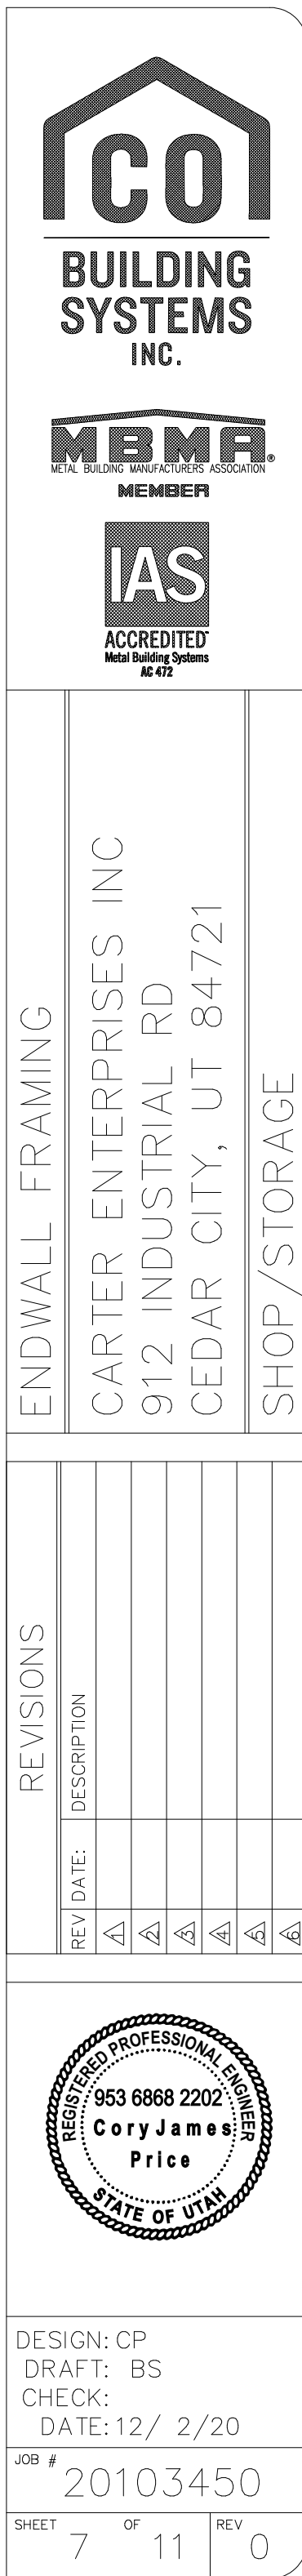 CO
BUILDING
SYSTEMS
INC.
MBMA®
METAL BUILDING MANUFACTURERS ASSOCIATION
MEMBER
IAS
ACCREDITED™
Metal Building Systems
AC 472
ENDWALL FRAMING
CARTER ENTERPRISES INC
912 INDUSTRIAL RD
CEDAR CITY, UT 84721
SHOP/STORAGE
REVISIONS
REV DATE: DESCRIPTION
1
2
3
4
5
6
REGISTERED PROFESSIONAL ENGINEER
953 6868 2202
Cory James
Price
STATE OF UTAH
DESIGN: CP
DRAFT: BS
CHECK:
DATE: 12/ 2/20
JOB # 20103450
SHEET 7 OF 11 REV 0